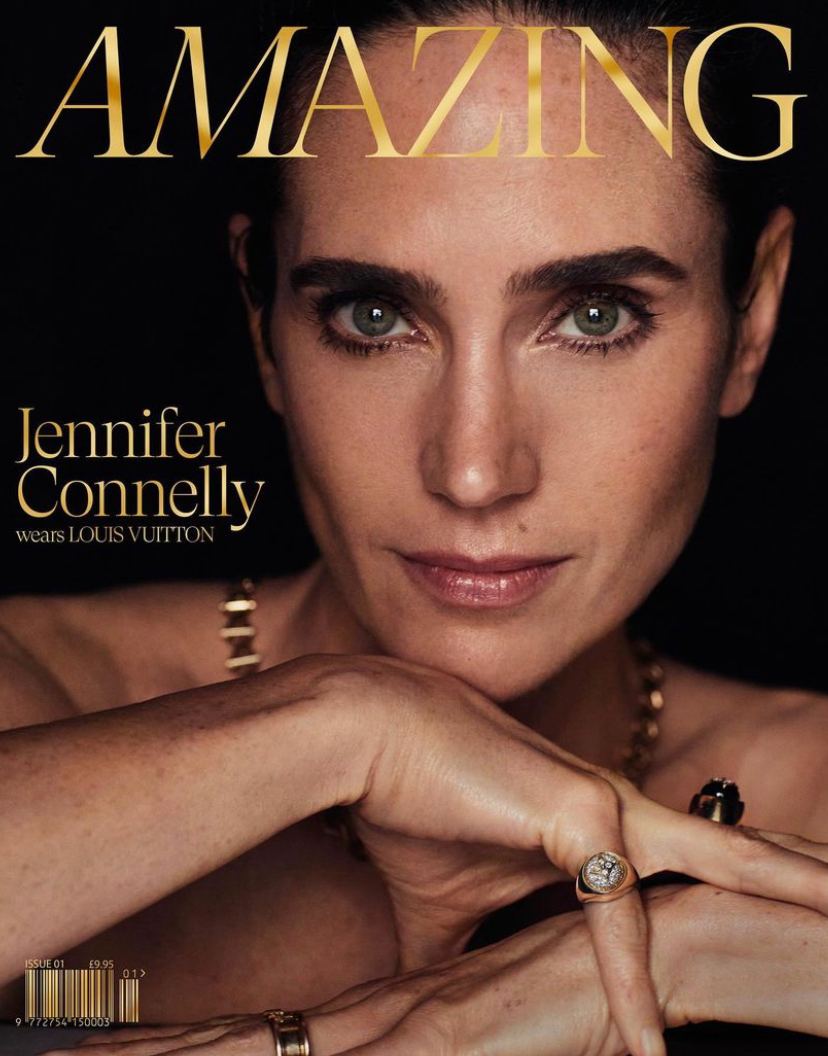 AMAZING
Jennifer
Connelly
wears LOUIS VUITTON
ISSUE 01 £9.95
01>
9 772754 150003